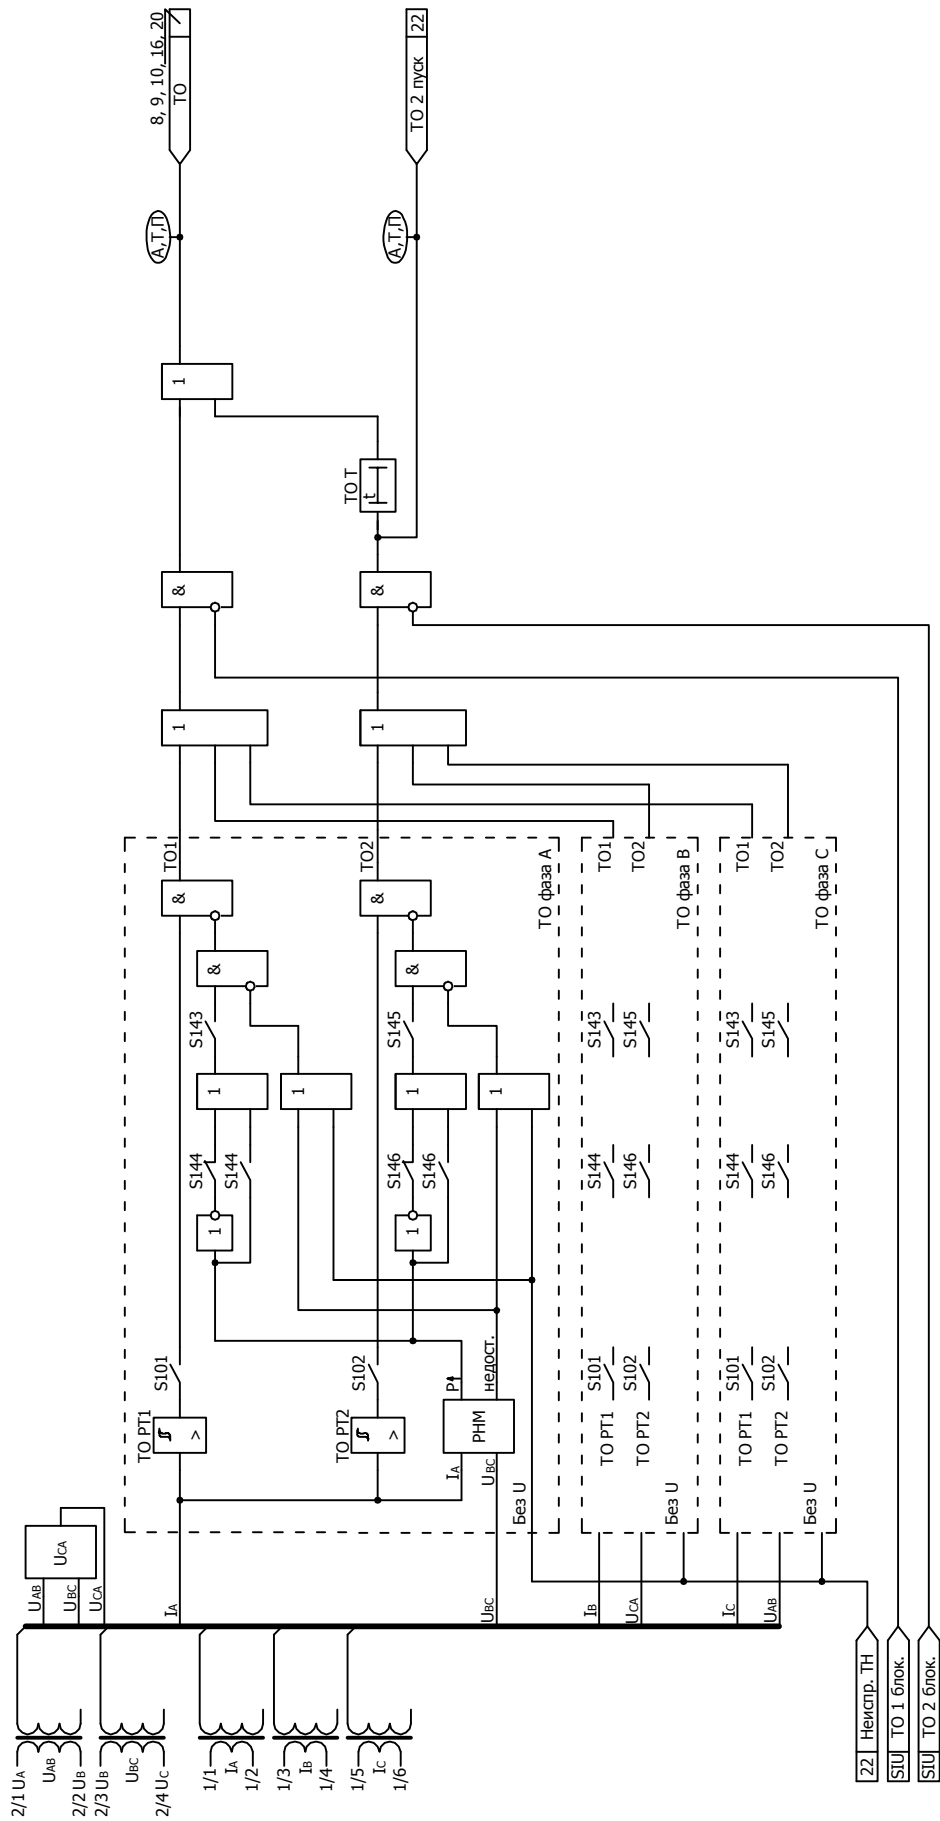 2/1 UA
UAB
2/2 UB
2/3 UB
UBC
2/4 UC
1/1
IA
1/2
1/3
IB
1/4
1/5
IC
1/6
UAB
UBC
UCA
UCA
IA
UBC
IB
UCA
IC
UAB
22 Неиспр. ТН
SIU ТО 1 блок.
SIU ТО 2 блок.
ТО РТ1
>
S101
S144
S144
1
1
S143
1
&
&
ТО1
ТО РТ2
>
S102
S146
S146
1
1
S145
1
&
&
ТО2
IA
UBC
РНМ
P
недост.
Без U
ТО фаза A
ТО РТ1
ТО РТ2
S101
S102
S144
S146
S143
S145
ТО1
ТО2
Без U
ТО фаза B
ТО РТ1
ТО РТ2
S101
S102
S144
S146
S143
S145
ТО1
ТО2
Без U
ТО фаза C
1
1
&
&
ТО Т
t
1
А,Т,П
А,Т,П
8, 9, 10, 16, 20
ТО
ТО 2 пуск 22